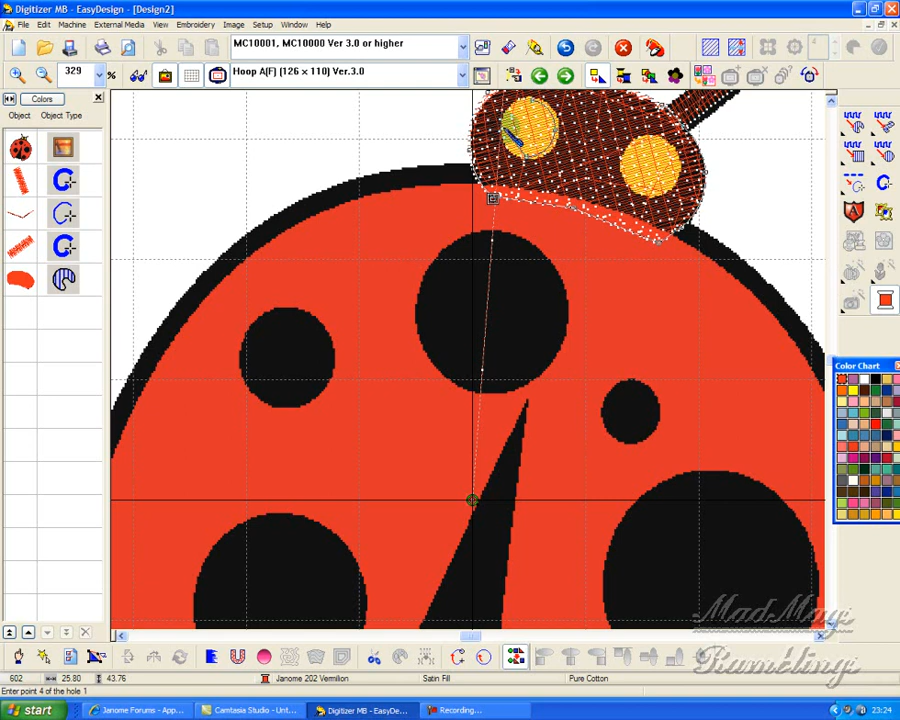 Digitizer MB - EasyDesign - [Design2]
File Edit Machine External Media View Embroidery Image Setup Window Help
MC10001, MC10000 Ver 3.0 or higher
329 % Hoop A(F) (126 x 110) Ver.3.0
Colors
Object Object Type
Color Chart
MadMays
Ramblings
602 25.80 43.76 Janome 202 Vermilion Satin Fill Pure Cotton
Enter point 4 of the hole 1
start Janome Forums - App... Camtasia Studio - Unt... Digitizer MB - EasyDe... Recording... 23:24